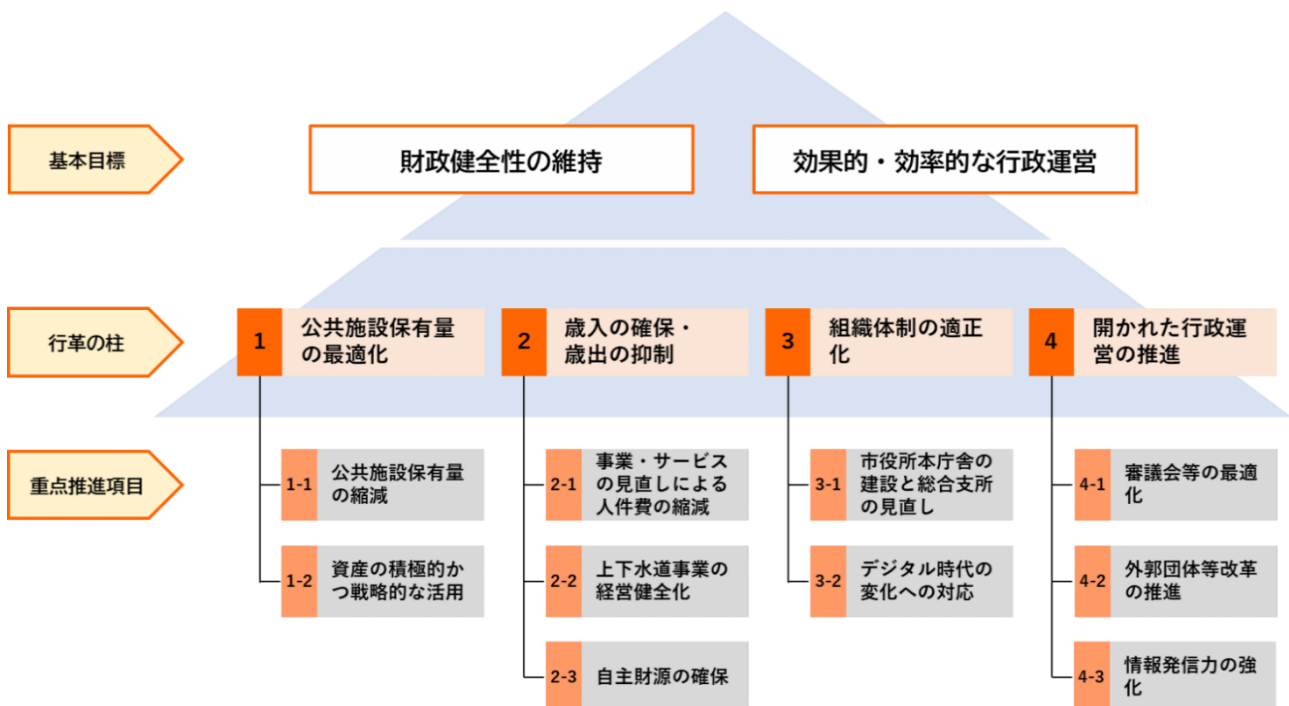 基本目標
財政健全性の維持
効果的・効率的な行政運営
行革の柱
1
公共施設保有量
の最適化
2
歳入の確保・
歳出の抑制
3
組織体制の適正
化
4
開かれた行政運
営の推進
重点推進項目
1-1
公共施設保有量
の縮減
1-2
資産の積極的か
つ戦略的な活用
2-1
事業・サービス
の見直しによる
人件費の縮減
2-2
上下水道事業の
経営健全化
2-3
自主財源の確保
3-1
市役所本庁舎の
建設と総合支所
の見直し
3-2
デジタル時代の
変化への対応
4-1
審議会等の最適
化
4-2
外郭団体等改革
の推進
4-3
情報発信力の強
化